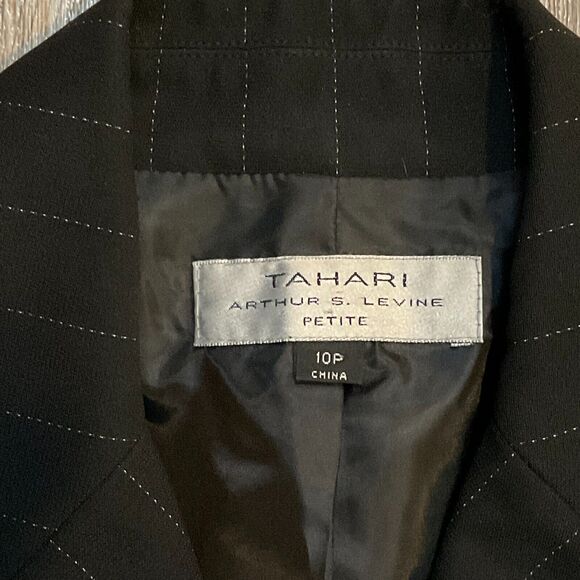 TAHARI
ARTHUR S. LEVINE
PETITE
10P
CHINA